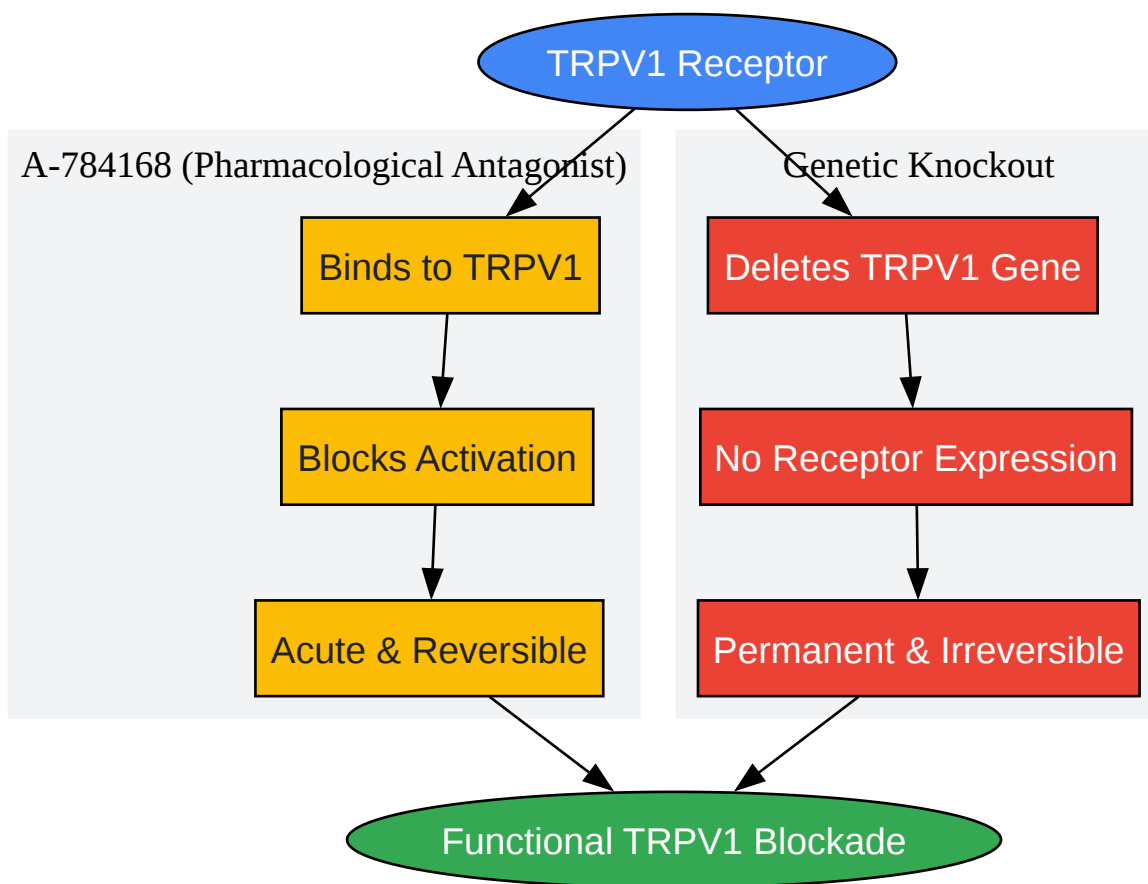 TRPV1 Receptor
A-784168 (Pharmacological Antagonist)
Genetic Knockout
Binds to TRPV1
Deletes TRPV1 Gene
Blocks Activation
No Receptor Expression
Acute & Reversible
Permanent & Irreversible
Functional TRPV1 Blockade